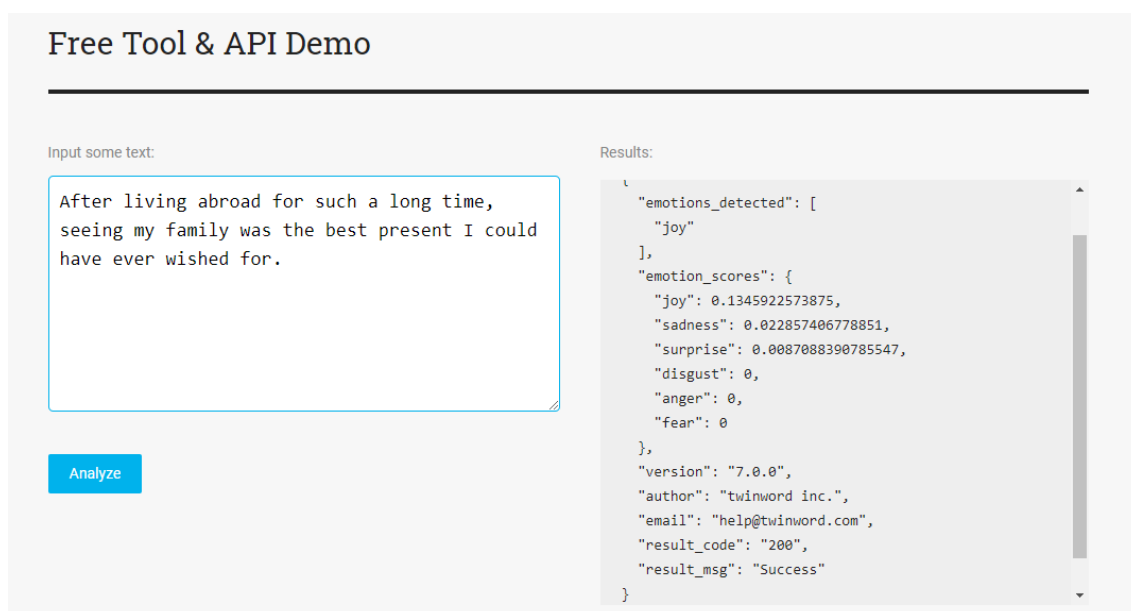 Free Tool & API Demo
Input some text:
After living abroad for such a long time,
seeing my family was the best present I could
have ever wished for.
Analyze
Results:
{
"emotions_detected": [
"joy"
],
"emotion_scores": {
"joy": 0.1345922573875,
"sadness": 0.022857406778851,
"surprise": 0.0087088390785547,
"disgust": 0,
"anger": 0,
"fear": 0
},
"version": "7.0.0",
"author": "twinword inc.",
"email": "help@twinword.com",
"result_code": "200",
"result_msg": "Success"
}